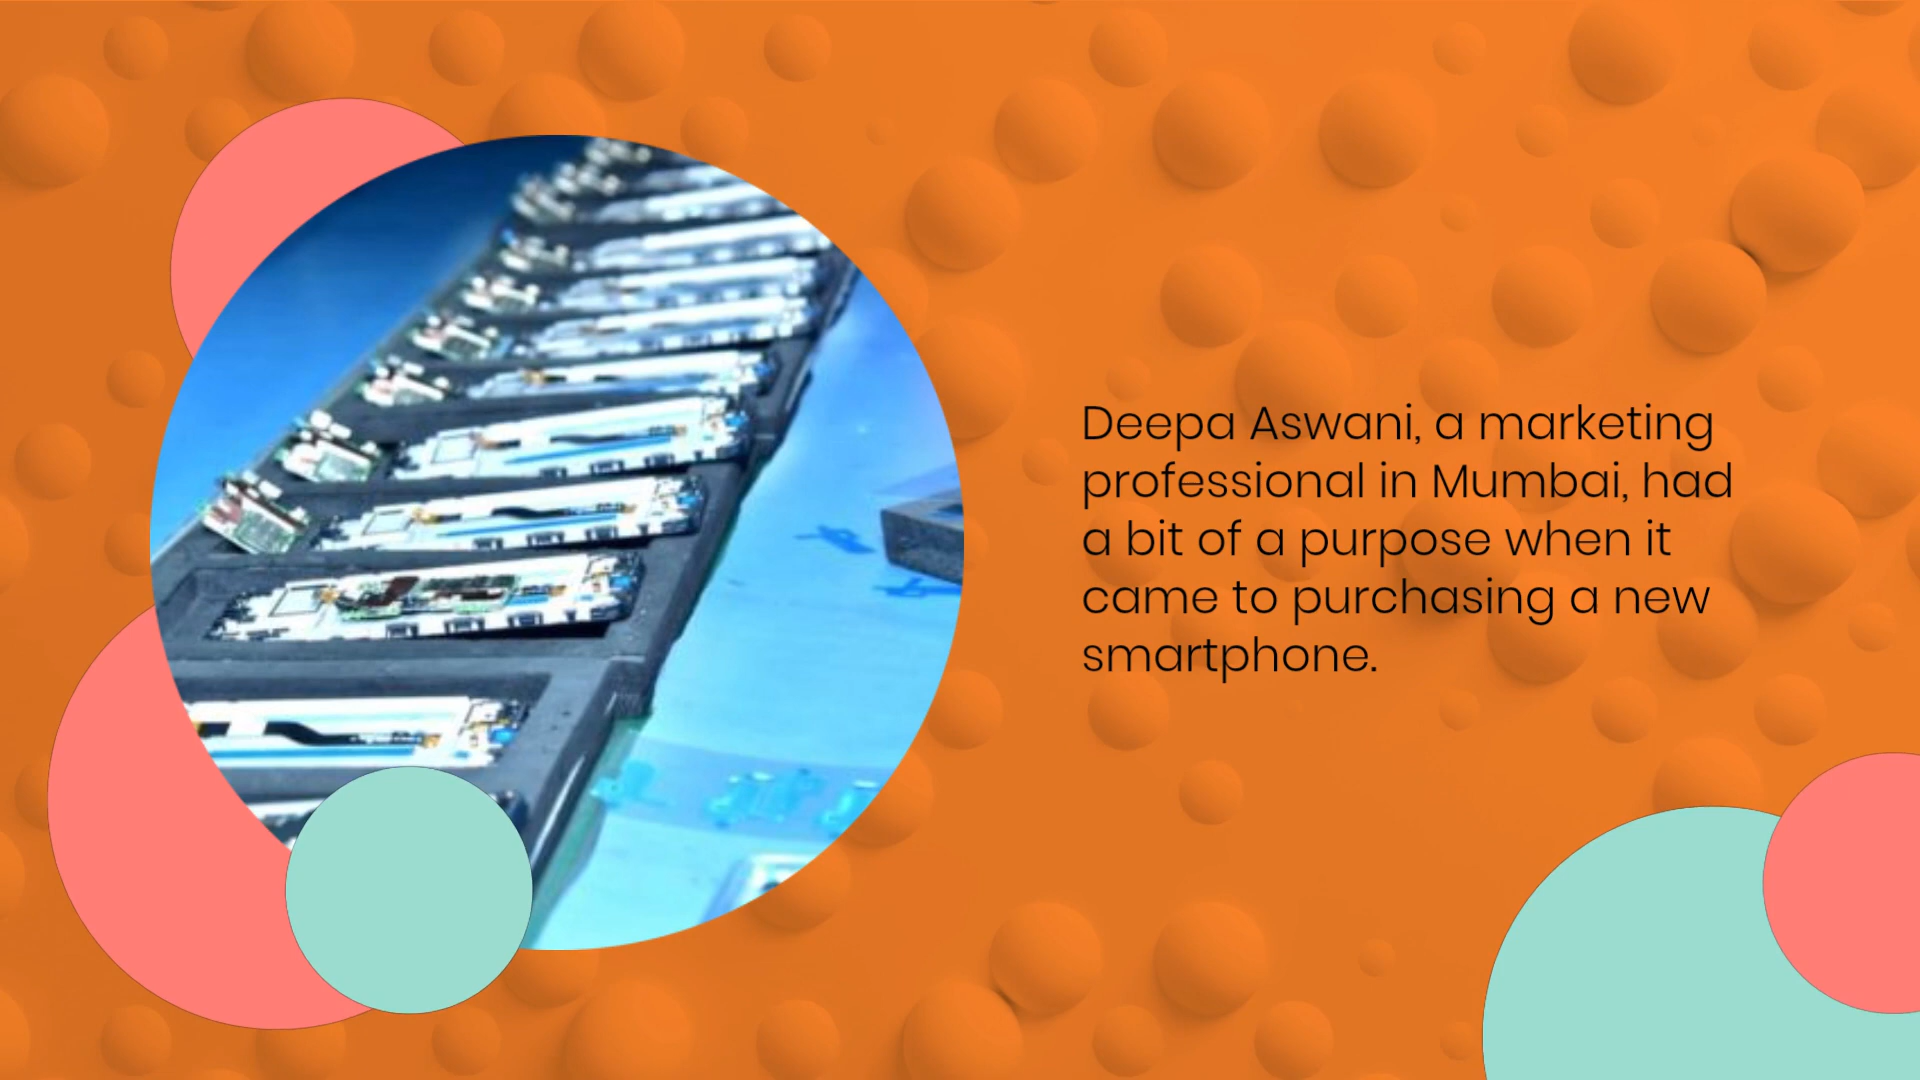 Deepa Aswani, a marketing
professional in Mumbai, had
a bit of a purpose when it
came to purchasing a new
smartphone.